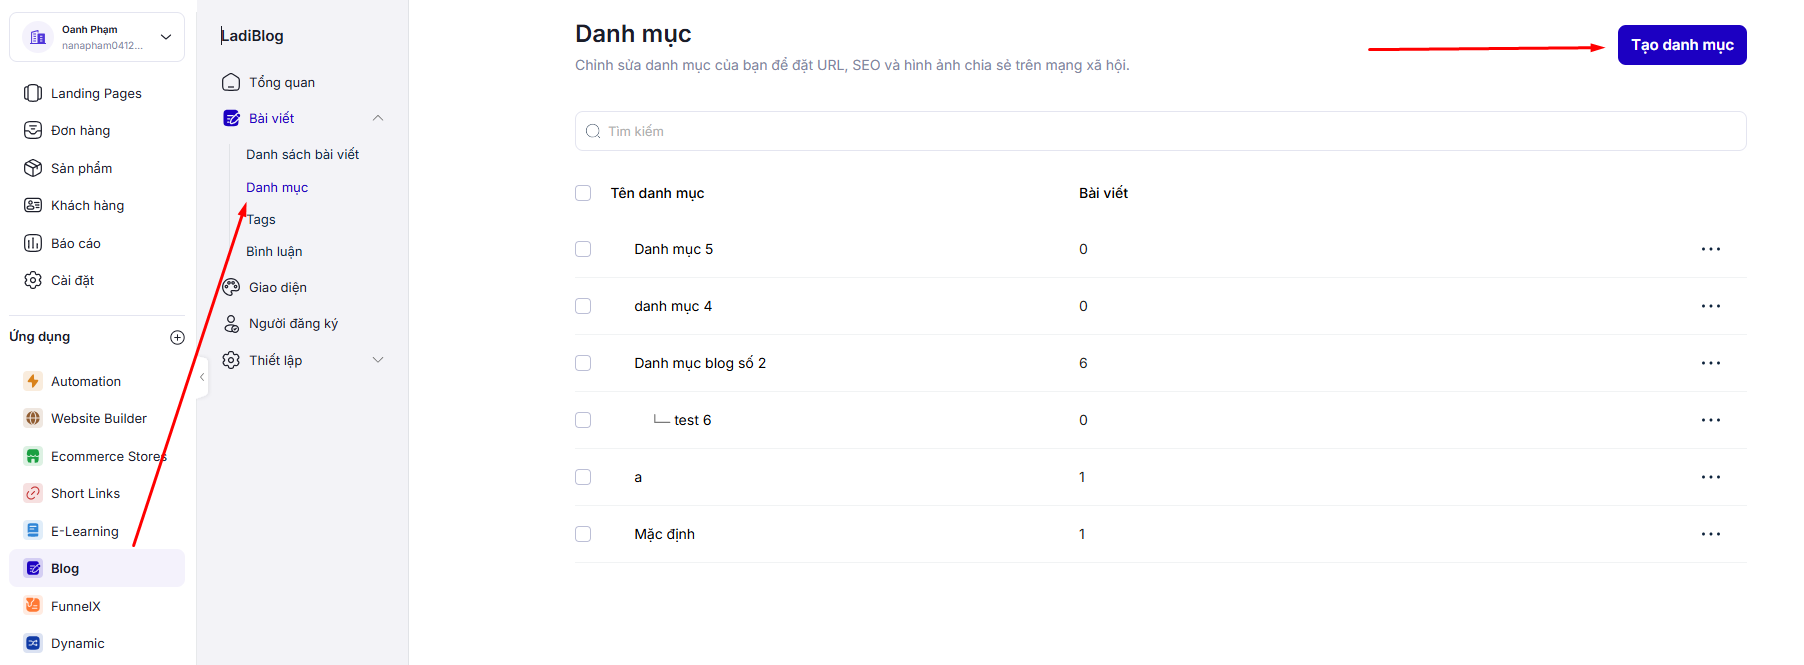 Oanh Phạm
nanapham0412...
Landing Pages
Đơn hàng
Sản phẩm
Khách hàng
Báo cáo
Cài đặt
Ứng dụng
Automation
Website Builder
Ecommerce Stores
Short Links
E-Learning
Blog
FunnelX
Dynamic
LadiBlog
Tổng quan
Bài viết
Danh sách bài viết
Danh mục
Tags
Bình luận
Giao diện
Người đăng ký
Thiết lập
Danh mục
Chỉnh sửa danh mục của bạn để đặt URL, SEO và hình ảnh chia sẻ trên mạng xã hội.
Tạo danh mục
Tìm kiếm
Tên danh mục Bài viết
Danh mục 5 0
danh mục 4 0
Danh mục blog số 2 6
test 6 0
a 1
Mặc định 1